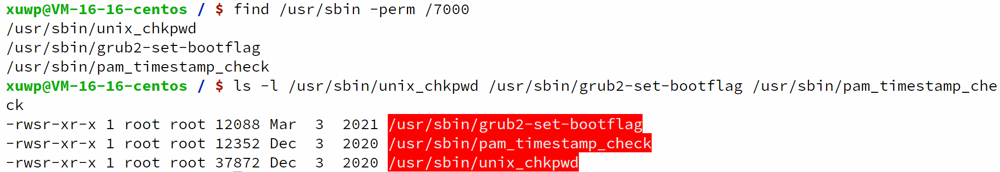 xuwp@VM-16-16-centos / $ find /usr/sbin -perm /7000
/usr/sbin/unix_chkpwd
/usr/sbin/grub2-set-bootflag
/usr/sbin/pam_timestamp_check
xuwp@VM-16-16-centos / $ ls -l /usr/sbin/unix_chkpwd /usr/sbin/grub2-set-bootflag /usr/sbin/pam_timestamp_che
ck
-rwsr-xr-x 1 root root 12088 Mar  3  2021 /usr/sbin/grub2-set-bootflag
-rwsr-xr-x 1 root root 12352 Dec  3  2020 /usr/sbin/pam_timestamp_check
-rwsr-xr-x 1 root root 37872 Dec  3  2020 /usr/sbin/unix_chkpwd